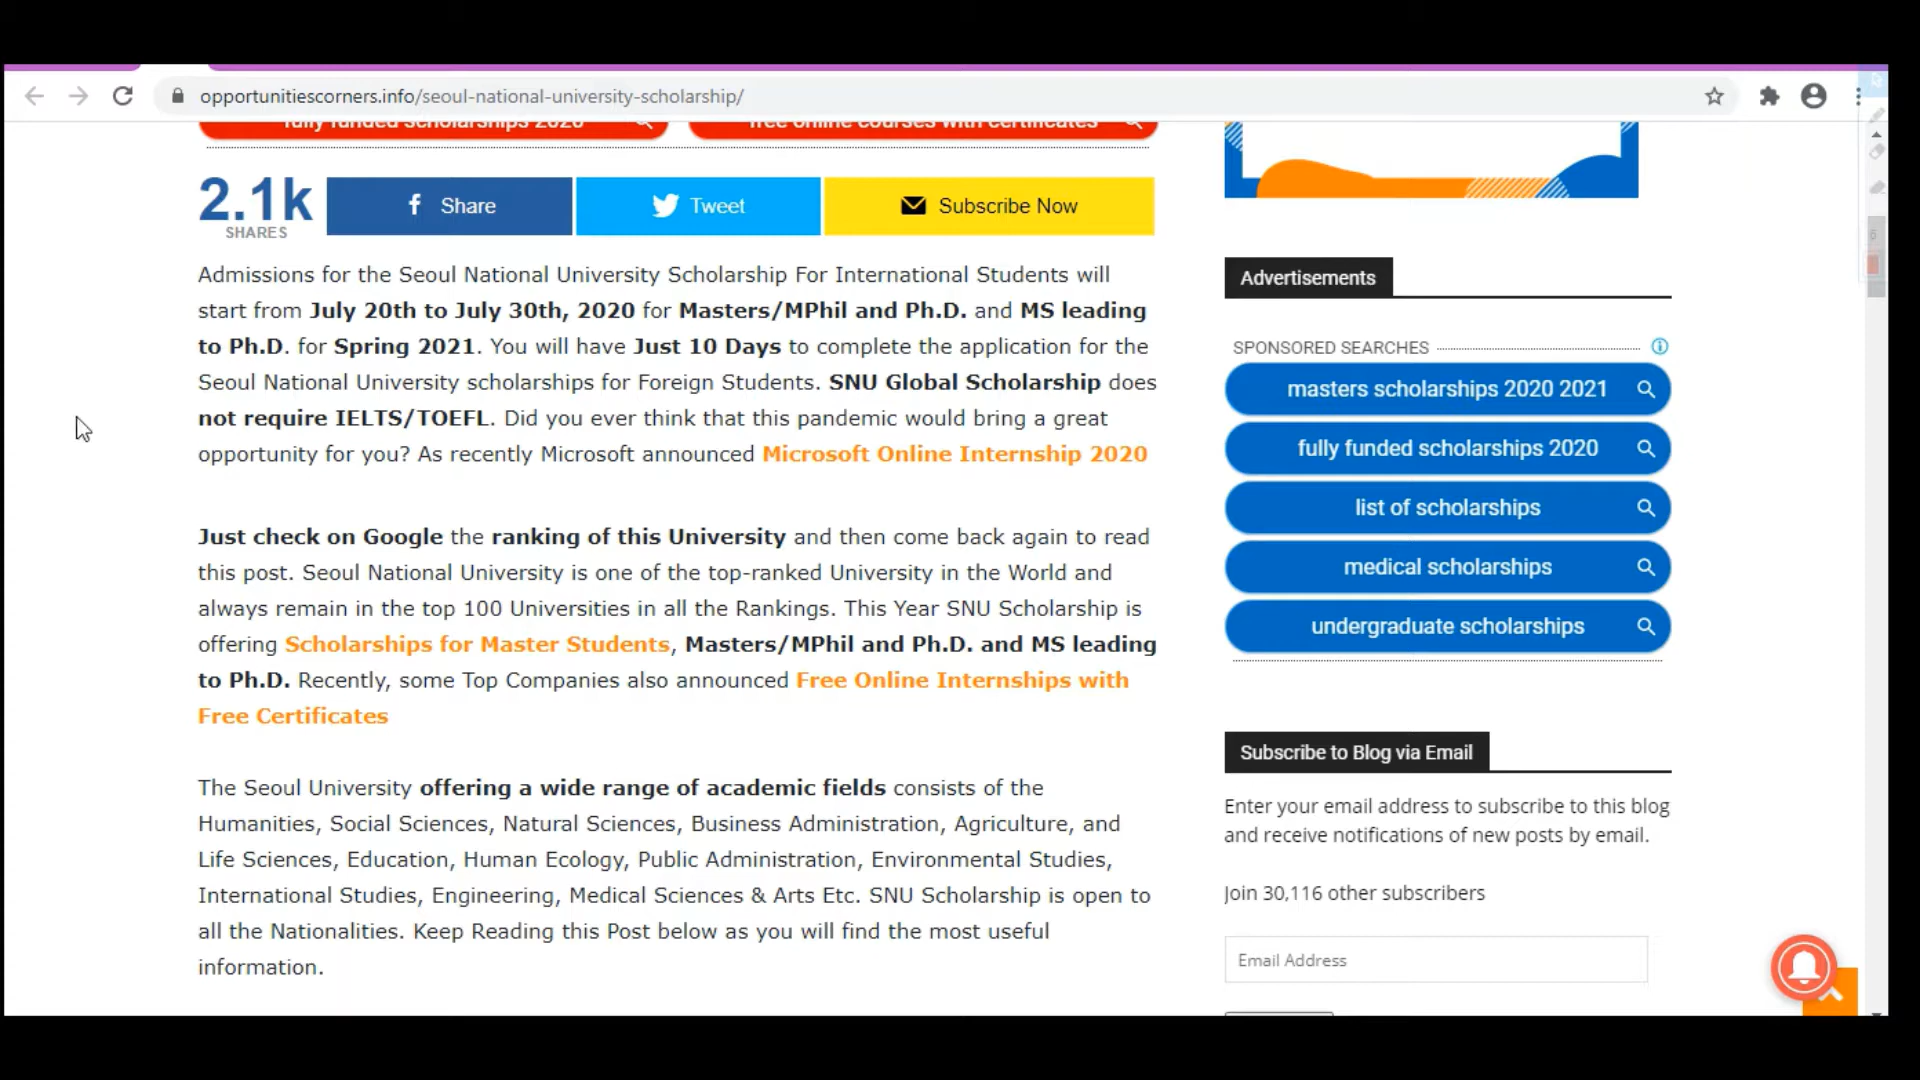 opportunitiescorners.info/seoul-national-university-scholarship/
fully funded scholarships 2020
free online courses with certificates
2.1k
SHARES
Share
Tweet
Subscribe Now
Admissions for the Seoul National University Scholarship For International Students will
start from July 20th to July 30th, 2020 for Masters/MPhil and Ph.D. and MS leading
to Ph.D. for Spring 2021. You will have Just 10 Days to complete the application for the
Seoul National University scholarships for Foreign Students. SNU Global Scholarship does
not require IELTS/TOEFL. Did you ever think that this pandemic would bring a great
opportunity for you? As recently Microsoft announced Microsoft Online Internship 2020
Just check on Google the ranking of this University and then come back again to read
this post. Seoul National University is one of the top-ranked University in the World and
always remain in the top 100 Universities in all the Rankings. This Year SNU Scholarship is
offering Scholarships for Master Students, Masters/MPhil and Ph.D. and MS leading
to Ph.D. Recently, some Top Companies also announced Free Online Internships with
Free Certificates
The Seoul University offering a wide range of academic fields consists of the
Humanities, Social Sciences, Natural Sciences, Business Administration, Agriculture, and
Life Sciences, Education, Human Ecology, Public Administration, Environmental Studies,
International Studies, Engineering, Medical Sciences & Arts Etc. SNU Scholarship is open to
all the Nationalities. Keep Reading this Post below as you will find the most useful
information.
Advertisements
SPONSORED SEARCHES
masters scholarships 2020 2021
fully funded scholarships 2020
list of scholarships
medical scholarships
undergraduate scholarships
Subscribe to Blog via Email
Enter your email address to subscribe to this blog
and receive notifications of new posts by email.
Join 30,116 other subscribers
Email Address